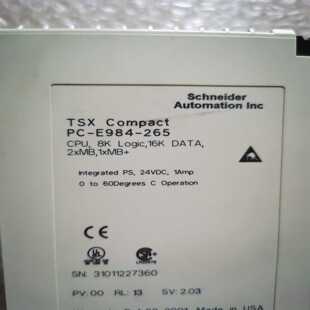 Schneider
Automation Inc
TSX Compact
PC-E984-265
CPU, 8K Logic,16K DATA,
2xMB,1xMB+
Integrated PS, 24VDC, 1Amp
0 to 60Degrees C Operation
CE
SN: 31011227360
PV:00 RL: 13 SV: 2.03
Made in USA